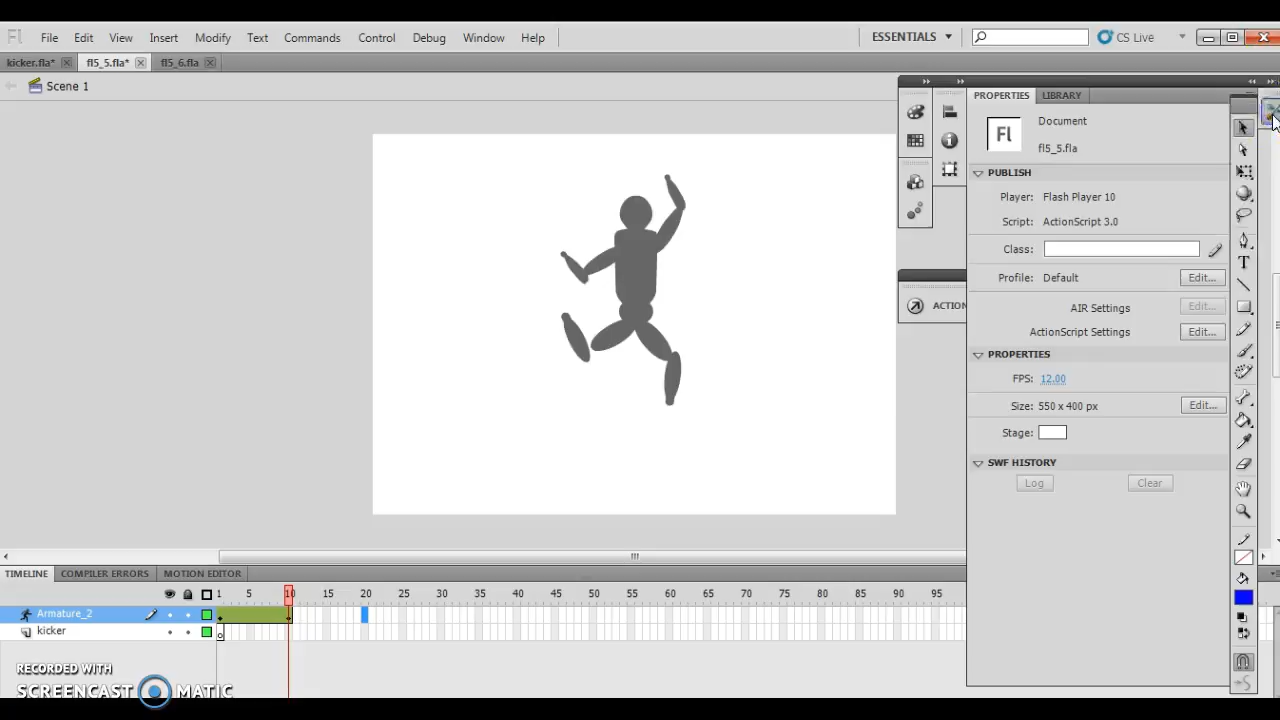 Fl File Edit View Insert Modify Text Commands Control Debug Window Help ESSENTIALS CS Live
kicker.fla* fl5_5.fla* fl5_6.fla
Scene 1
PROPERTIES LIBRARY
Fl
Document
fl5_5.fla
PUBLISH
Player: Flash Player 10
Script: ActionScript 3.0
Class:
Profile: Default Edit...
AIR Settings Edit...
ActionScript Settings Edit...
PROPERTIES
FPS: 12.00
Size: 550 x 400 px Edit...
Stage:
SWF HISTORY
Log Clear
ACTION
TIMELINE COMPILER ERRORS MOTION EDITOR
1 5 10 15 20 25 30 35 40 45 50 55 60 65 70 75 80 85 90 95
Armature_2
kicker
RECORDED WITH
SCREENCAST MATIC